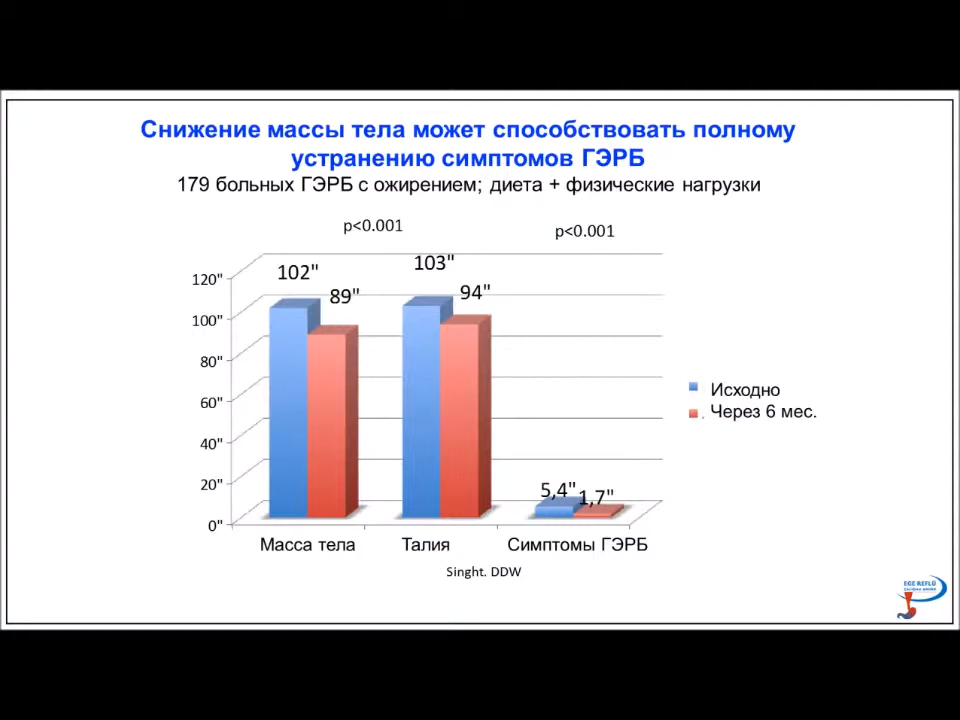 Снижение массы тела может способствовать полному
устранению симптомов ГЭРБ
179 больных ГЭРБ с ожирением; диета + физические нагрузки
p<0.001
p<0.001
120"
100"
80"
60"
40"
20"
0"
102"
89"
103"
94"
5,4"
1,7"
Исходно
Через 6 мес.
Масса тела
Талия
Симптомы ГЭРБ
Singht. DDW
EGE REFLÜ